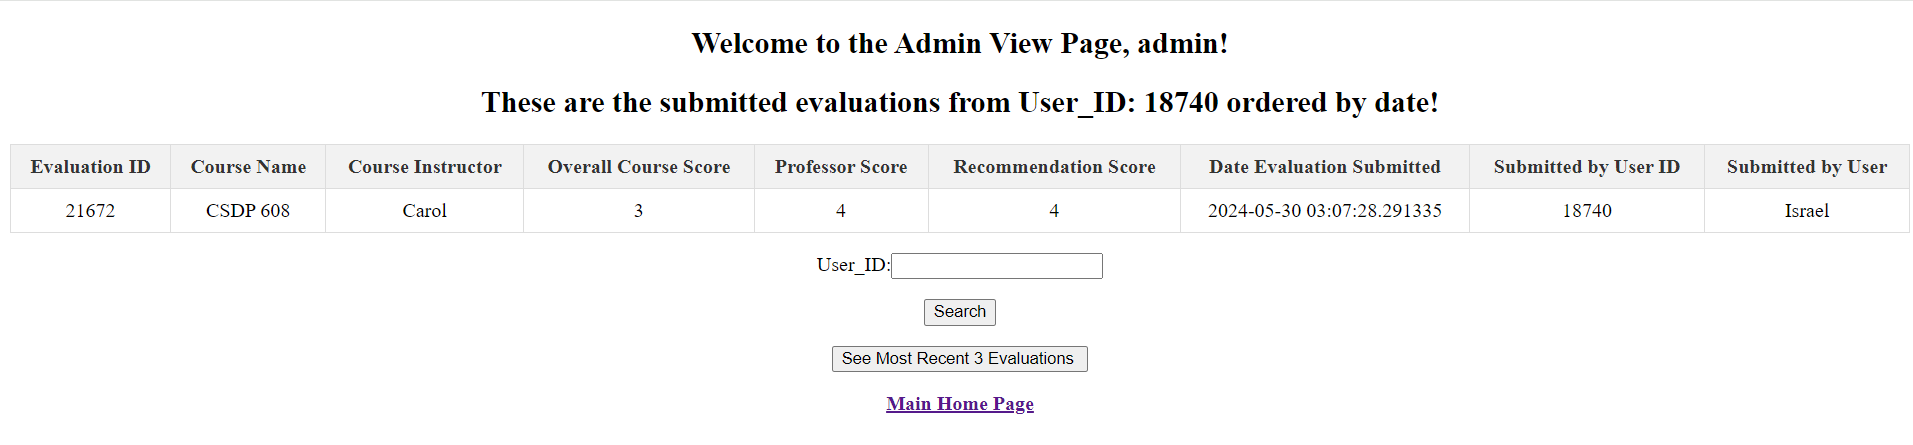 Welcome to the Admin View Page, admin!
These are the submitted evaluations from User_ID: 18740 ordered by date!
Evaluation ID Course Name Course Instructor Overall Course Score Professor Score Recommendation Score Date Evaluation Submitted Submitted by User ID Submitted by User
21672 CSDP 608 Carol 3 4 4 2024-05-30 03:07:28.291335 18740 Israel
User_ID:
Search
See Most Recent 3 Evaluations
Main Home Page